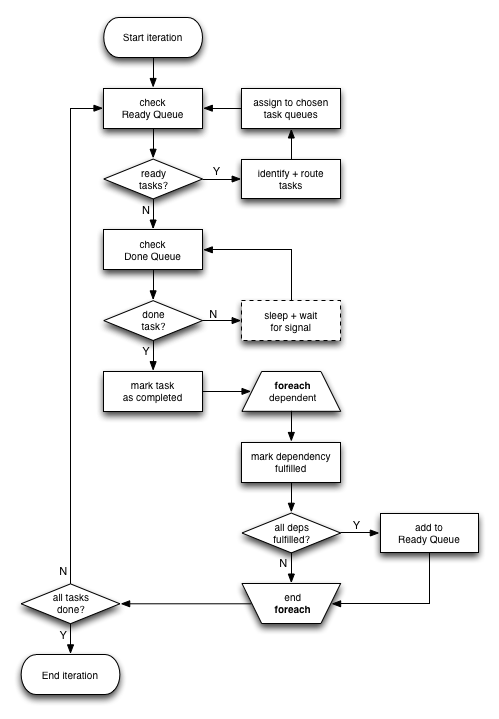 Start iteration
check
Ready Queue
assign to chosen
task queues
ready
tasks?
Y
identify + route
tasks
N
check
Done Queue
done
task?
N
sleep + wait
for signal
Y
mark task
as completed
foreach
dependent
mark dependency
fulfilled
all deps
fulfilled?
Y
add to
Ready Queue
N
end
foreach
N
all tasks
done?
Y
End iteration